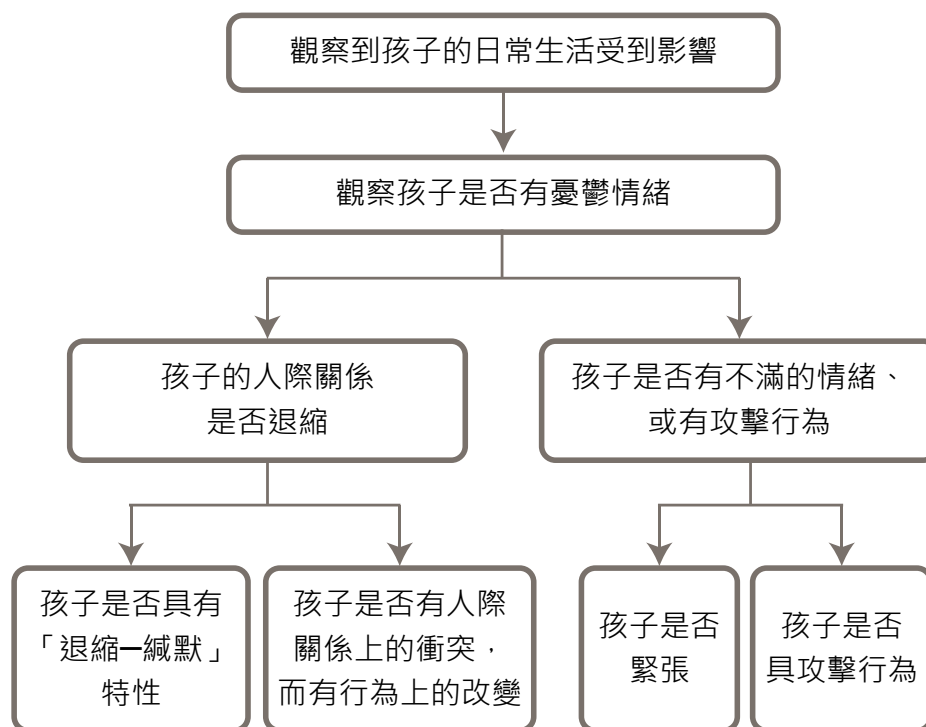 觀察到孩子的日常生活受到影響
觀察孩子是否有憂鬱情緒
孩子的人際關係
是否退縮
孩子是否有不滿的情緒、
或有攻擊行為
孩子是否具有
「退縮─緘默」
特性
孩子是否有人際
關係上的衝突，
而有行為上的改變
孩子是否
緊張
孩子是否
具攻擊行為